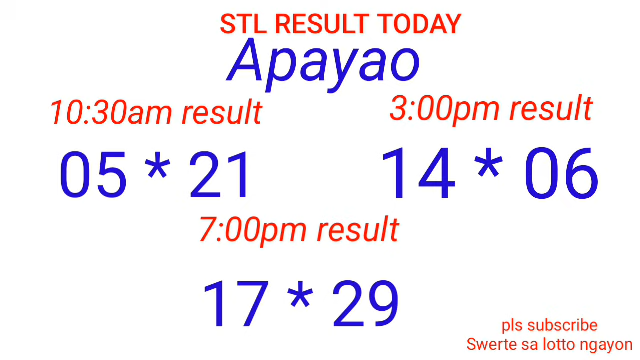 STL RESULT TODAY
Apayao
10:30am result
3:00pm result
05 * 21
14 * 06
7:00pm result
17 * 29
pls subscribe
Swerte sa lotto ngayon